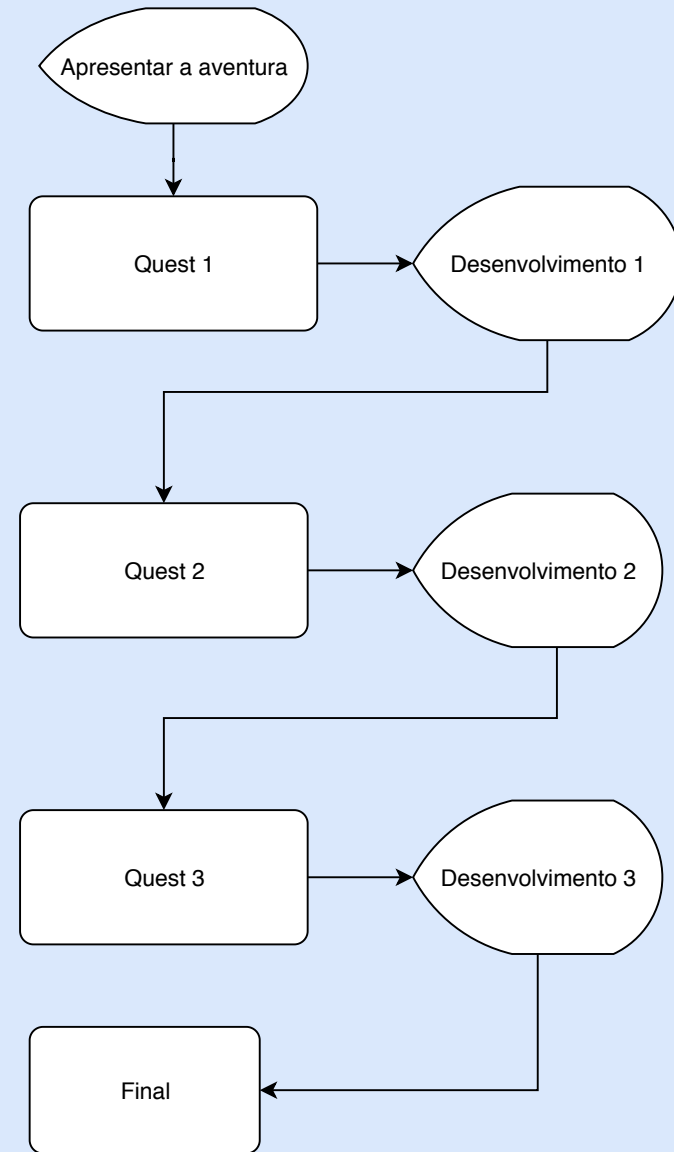 Apresentar a aventura
Quest 1
Desenvolvimento 1
Quest 2
Desenvolvimento 2
Quest 3
Desenvolvimento 3
Final